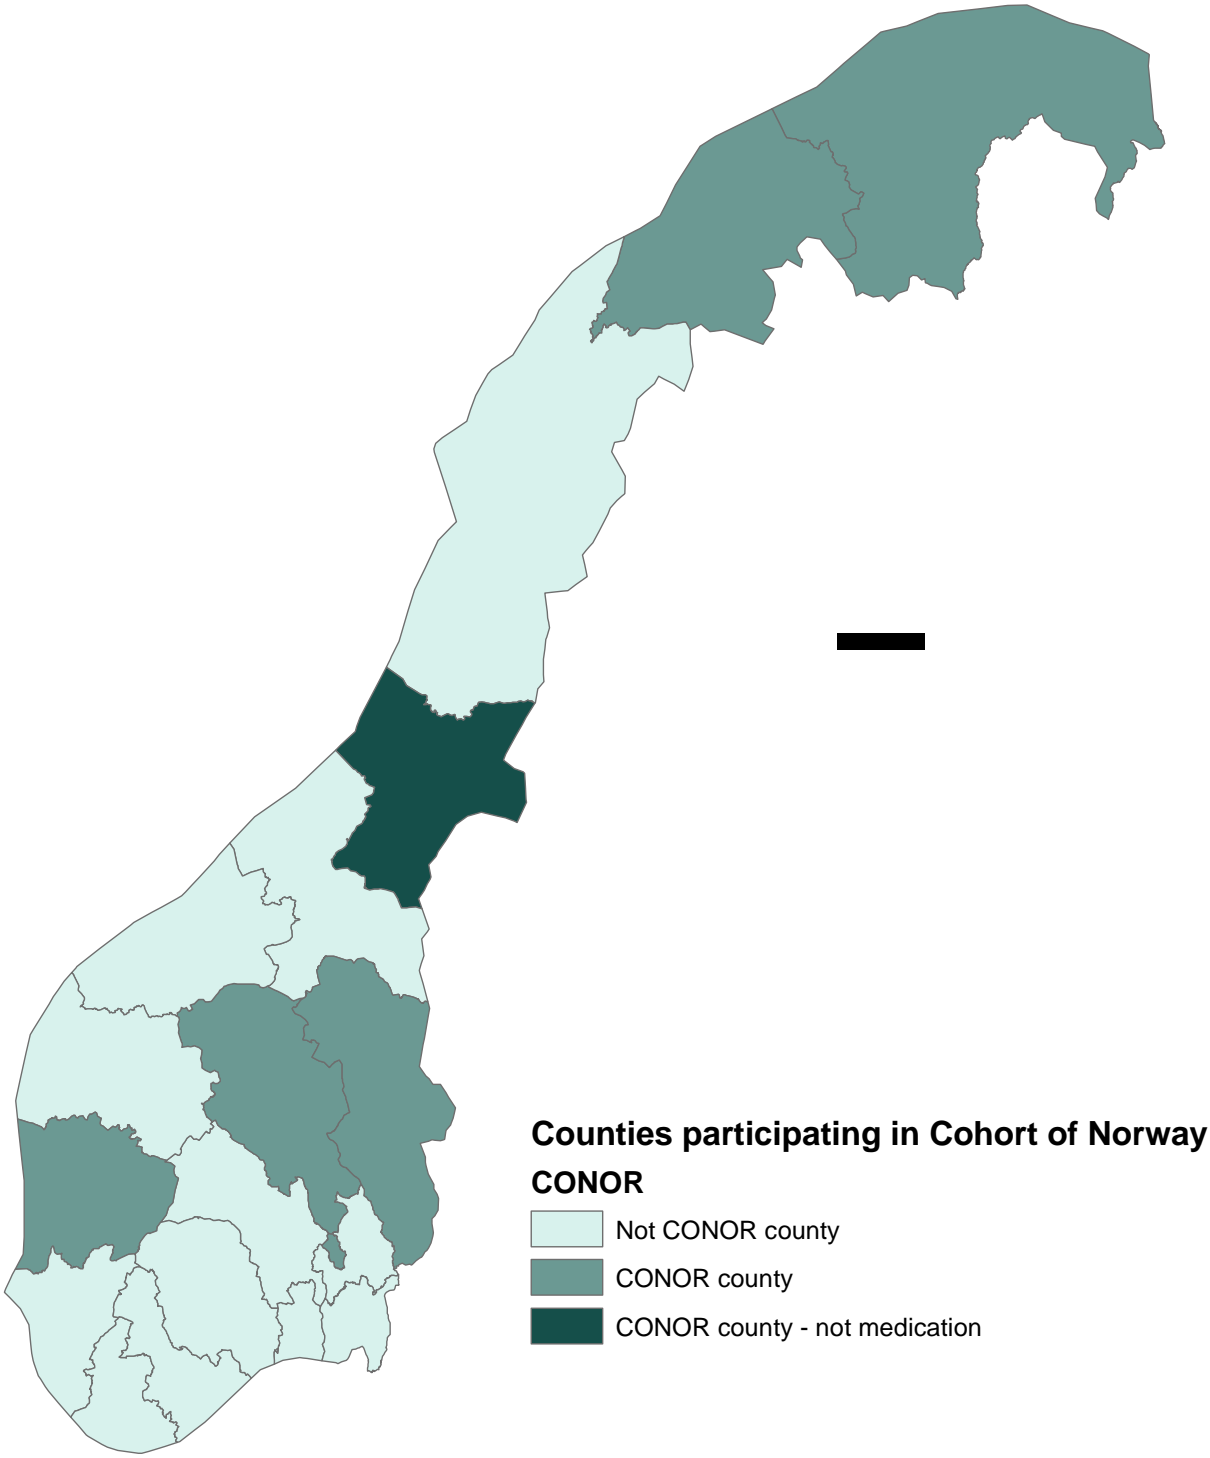 Counties participating in Cohort of Norway
CONOR
Not CONOR county
CONOR county
CONOR county - not medication